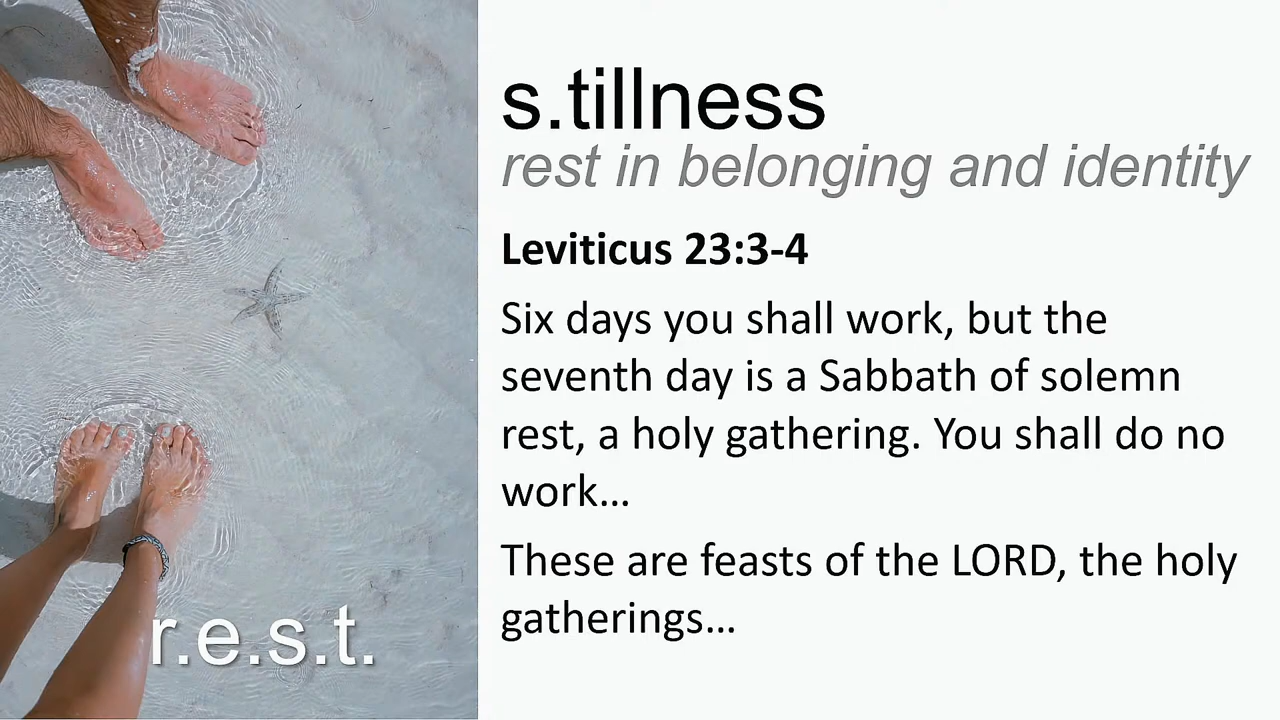 s.tillness
rest in belonging and identity
Leviticus 23:3-4
Six days you shall work, but the
seventh day is a Sabbath of solemn
rest, a holy gathering. You shall do no
work…
These are feasts of the LORD, the holy
gatherings…
r.e.s.t.